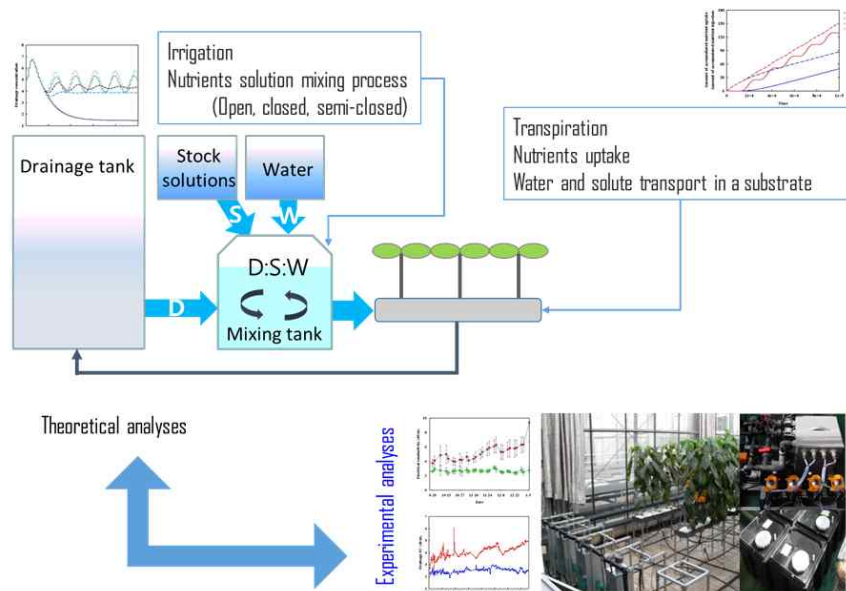 Irrigation
Nutrients solution mixing process
(Open, closed, semi-closed)
Transpiration
Nutrients uptake
Water and solute transport in a substrate
Drainage tank
Stock
solutions
Water
S
W
D:S:W
D
Mixing tank
Theoretical analyses
Experimental analyses